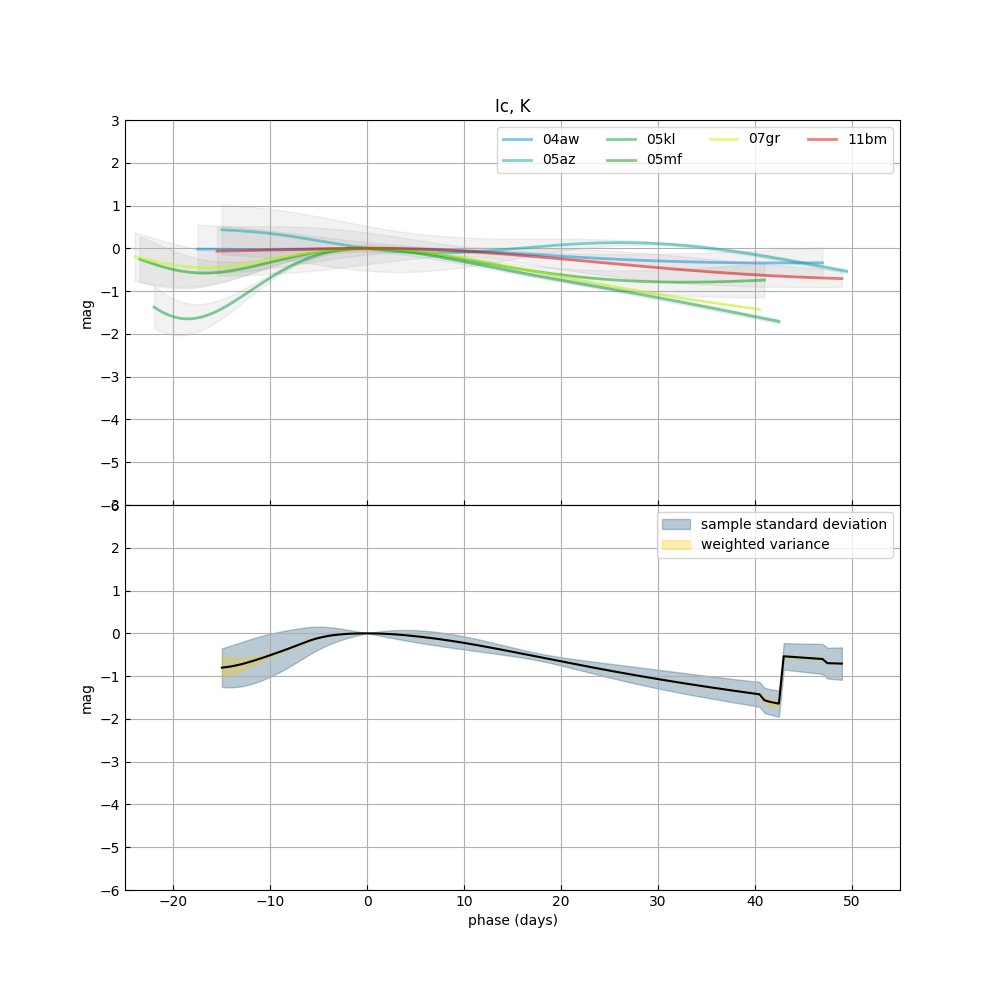 Ic, K
3
04aw 05kl 07gr 11bm
05az 05mf
2
1
0
−1
mag
−2
−3
−4
−5
−6
3
sample standard deviation
weighted variance
2
1
0
−1
mag
−2
−3
−4
−5
−6
−20 −10 0 10 20 30 40 50
phase (days)